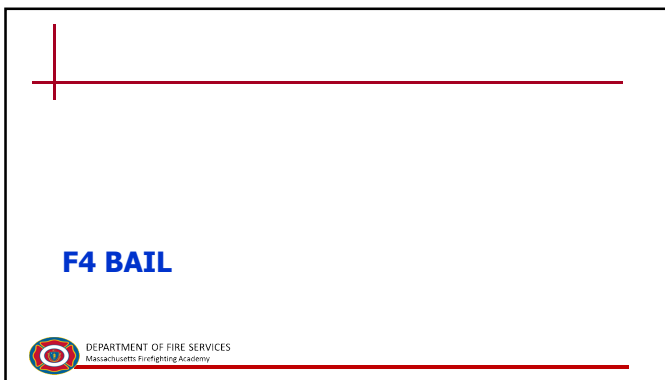 F4 BAIL
DEPARTMENT OF FIRE SERVICES
Massachusetts Firefighting Academy